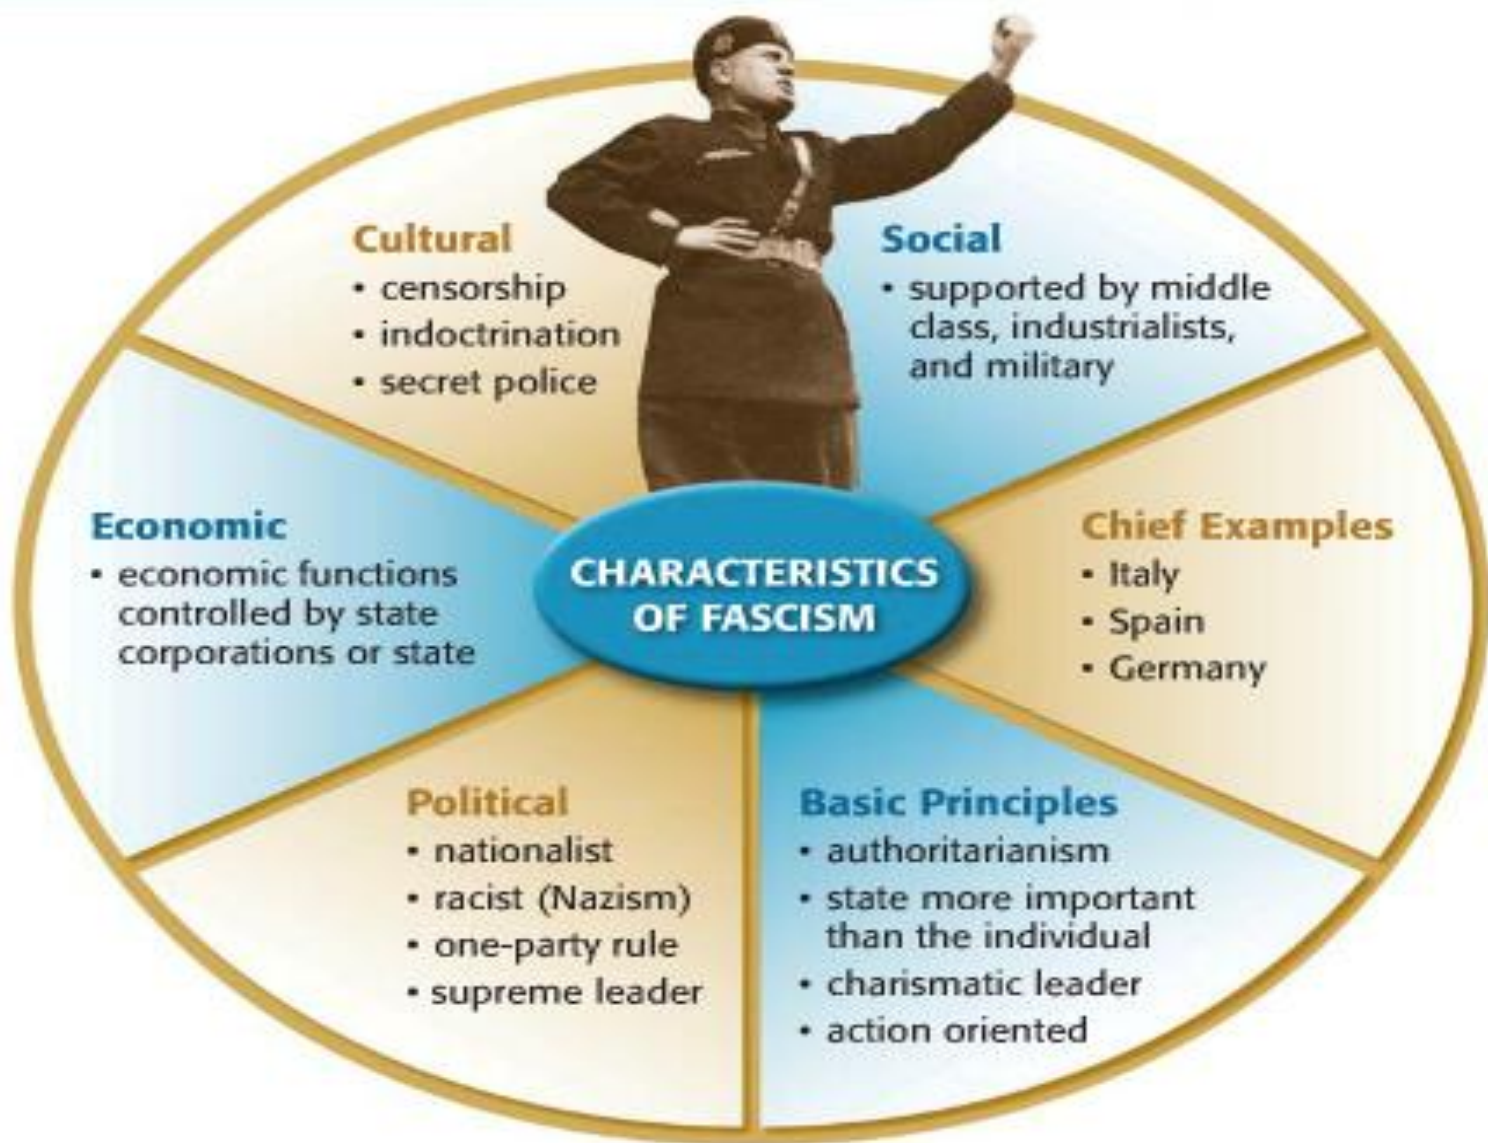 Cultural
• censorship
• indoctrination
• secret police
Social
• supported by middle
class, industrialists,
and military
Economic
• economic functions
controlled by state
corporations or state
CHARACTERISTICS
OF FASCISM
Chief Examples
• Italy
• Spain
• Germany
Political
• nationalist
• racist (Nazism)
• one-party rule
• supreme leader
Basic Principles
• authoritarianism
• state more important
than the individual
• charismatic leader
• action oriented